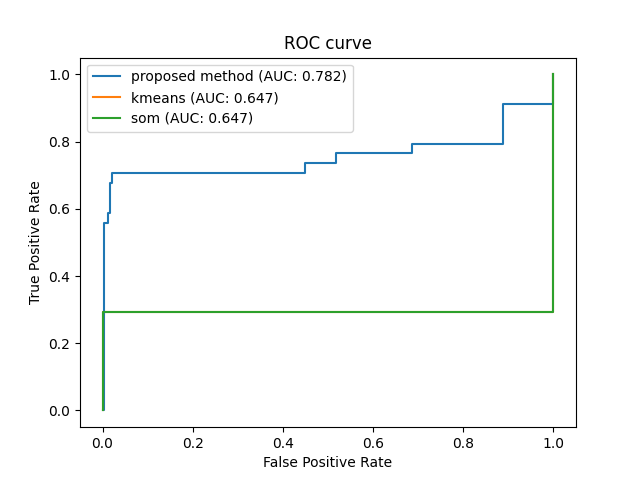 ROC curve
proposed method (AUC: 0.782)
kmeans (AUC: 0.647)
som (AUC: 0.647)
True Positive Rate
1.0
0.8
0.6
0.4
0.2
0.0
0.0 0.2 0.4 0.6 0.8 1.0
False Positive Rate